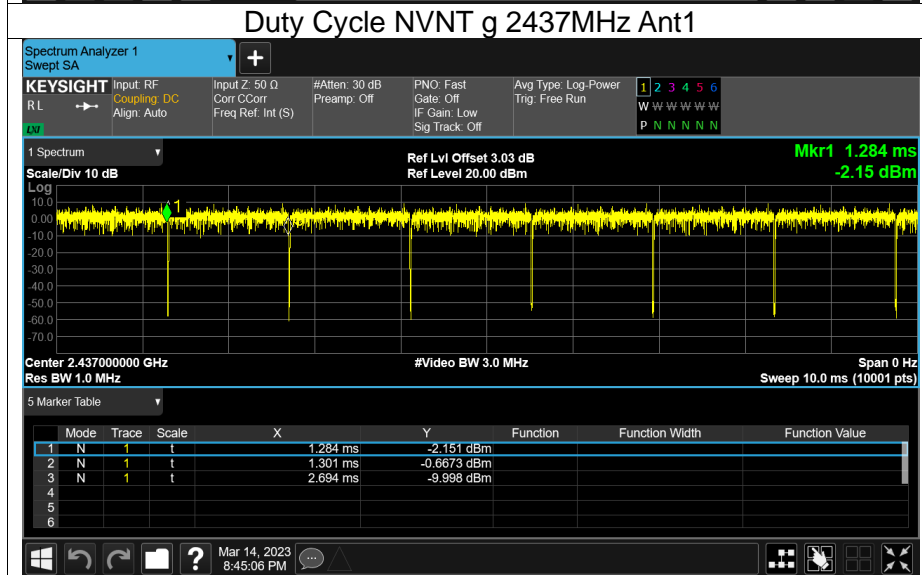 Duty Cycle NVNT g 2437MHz Ant1
Spectrum Analyzer 1
Swept SA
+
KEYSIGHT Input: RF Input Z: 50 Ω #Atten: 30 dB PNO: Fast Avg Type: Log-Power 1 2 3 4 5 6
R L Coupling: DC Corr CCorr Preamp: Off Gate: Off Trig: Free Run W W W W W W
Align: Auto Freq Ref: Int (S) IF Gain: Low P N N N N N
LXI Sig Track: Off
1 Spectrum Ref Lvl Offset 3.03 dB Mkr1 1.284 ms
Scale/Div 10 dB Ref Level 20.00 dBm -2.15 dBm
Log
10.0
1
0.00
-10.0
-20.0
-30.0
-40.0
-50.0
-60.0
-70.0
Center 2.437000000 GHz #Video BW 3.0 MHz Span 0 Hz
Res BW 1.0 MHz Sweep 10.0 ms (10001 pts)
5 Marker Table
Mode Trace Scale X Y Function Function Width Function Value
1 N 1 t 1.284 ms -2.151 dBm
2 N 1 t 1.301 ms -0.6673 dBm
3 N 1 t 2.694 ms -9.998 dBm
4
5
6
? Mar 14, 2023
8:45:06 PM